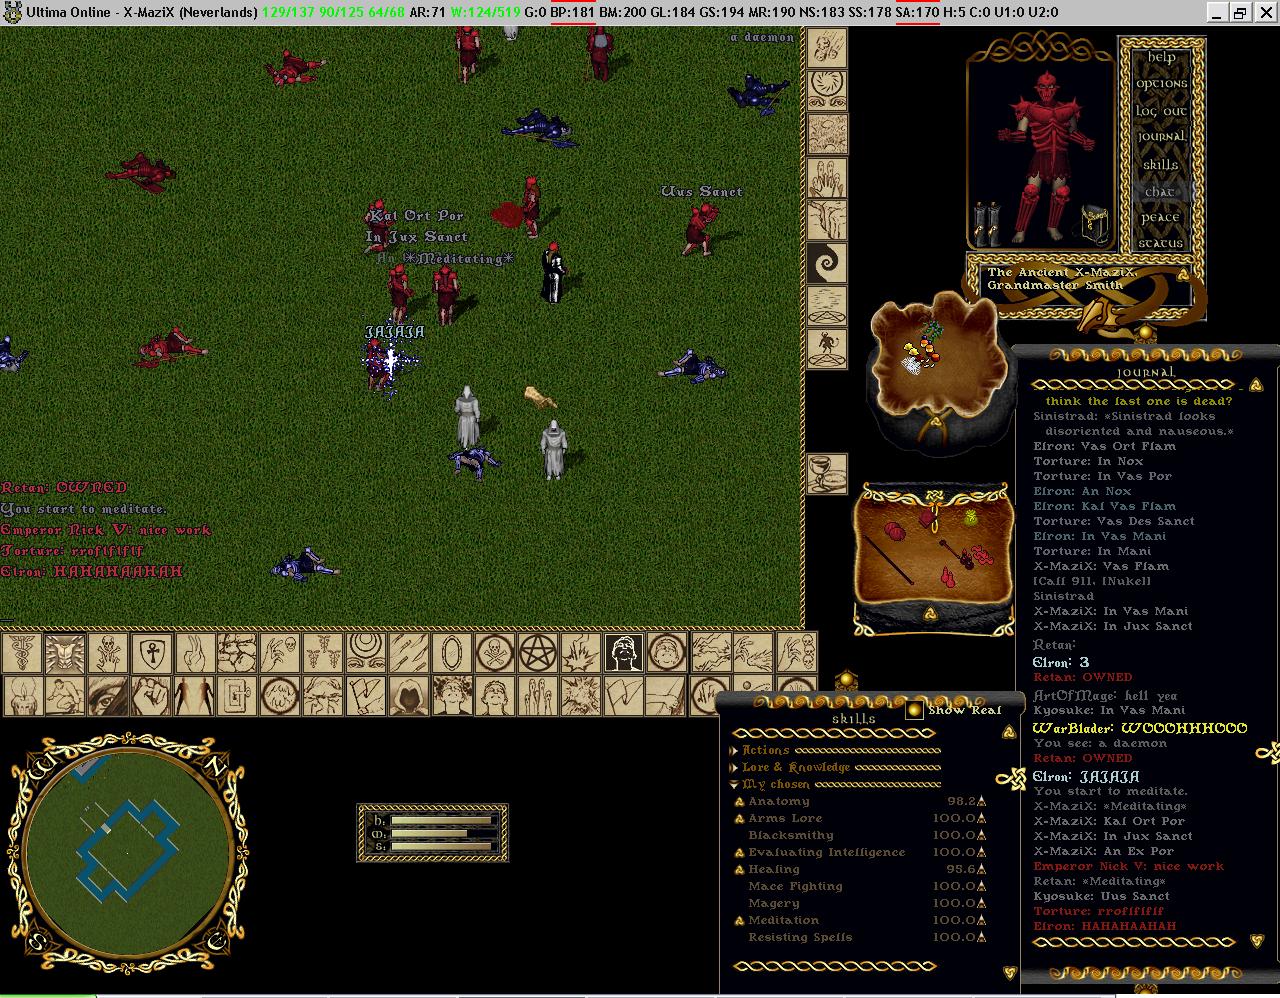 Ultima Online - X-MaziX (Neverlands) 129/137 90/125 64/68 AR:71 W:124/519 G:0 BP:181 BM:200 GL:184 GS:194 MR:190 NS:183 SS:178 SA:170 H:5 C:0 U1:0 U2:0
a daemon
Uus Sanct
Kal Ort Por
In Jux Sanct
*Meditating*
JAJAJA
Retan: OWNED
You start to meditate.
Emperor Nick V: nice work
Torture: rroflflflf
Elron: HAHAHAAHAH
HELP
OPTIONS
LOG OUT
JOURNAL
SKILLS
CHAT
PEACE
STATUS
The Ancient X-MaziX,
Grandmaster Smith
JOURNAL
think the last one is dead?
Sinistrad: *Sinistrad looks
disoriented and nauseous.*
Elron: Vas Ort Flam
Torture: In Nox
Torture: In Vas Por
Elron: An Nox
Elron: Kal Vas Flam
Torture: Vas Des Sanct
Elron: In Vas Mani
Torture: In Mani
X-MaziX: Vas Flam
[Call 911, [Nuke]]
Sinistrad
X-MaziX: In Vas Mani
X-MaziX: In Jux Sanct
Retan:
Elron: 3
Retan: OWNED
ArtOfMage: hell yea
Kyosuke: In Vas Mani
WarBlader: WOOOHHHOOO
You see: a daemon
Retan: OWNED
Elron: JAJAJA
You start to meditate.
X-MaziX: *Meditating*
X-MaziX: Kal Ort Por
X-MaziX: In Jux Sanct
X-MaziX: An Ex Por
Emperor Nick V: nice work
Retan: *Meditating*
Kyosuke: Uus Sanct
Torture: rroflflflf
Elron: HAHAHAAHAH
SKILLS
Show Real
Actions
Lore & Knowledge
My chosen
Anatomy 98.2
Arms Lore 100.0
Blacksmithy
Evaluating Intelligence 100.0
Healing 95.6
Mace Fighting 100.0
Magery 100.0
Meditation 100.0
Resisting Spells 100.0
W
N
S
E
h:
m:
s: